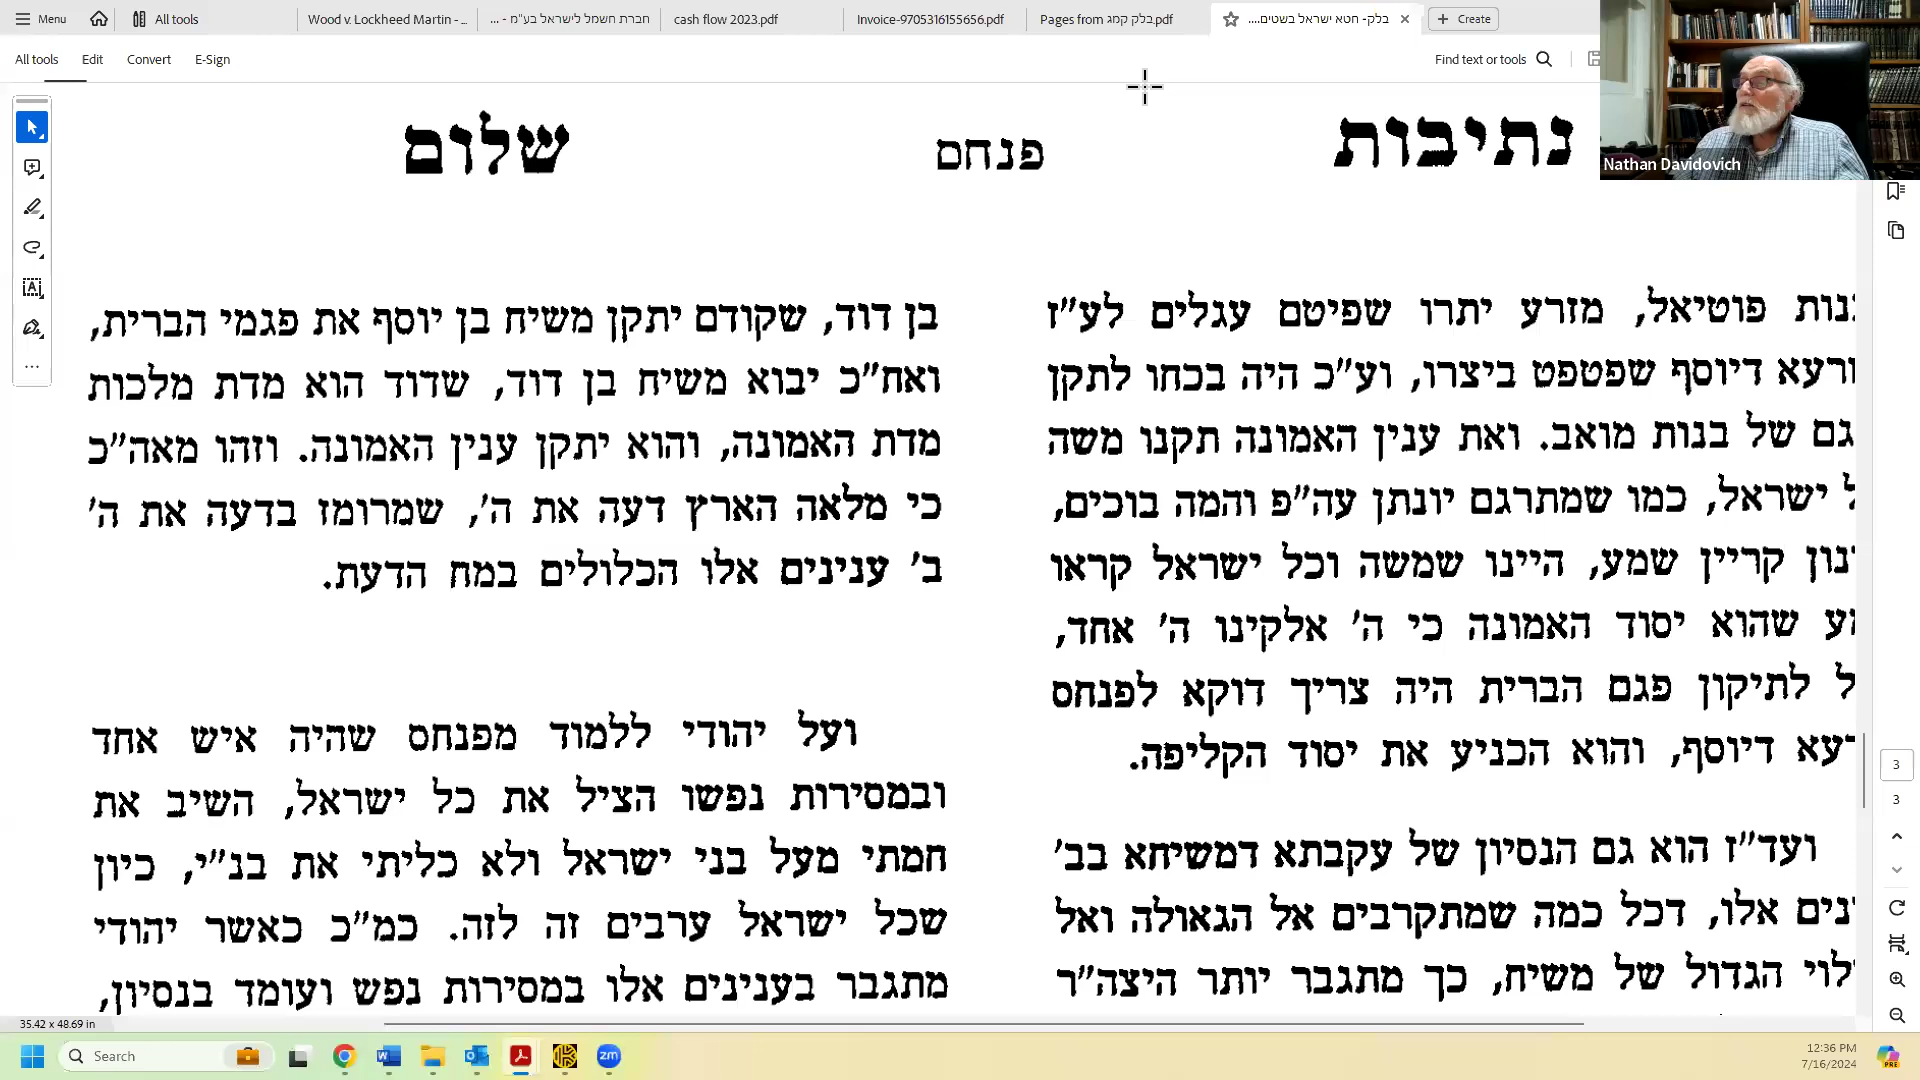 Menu
All tools
Wood v. Lockheed Martin -...
... - חברת חשמל לישראל בע"מ
cash flow 2023.pdf
Invoice-9705316155656.pdf
Pages from בלק קמג.pdf
בלק- חטא ישראל בשטים....
Create
All tools
Edit
Convert
E-Sign
Find text or tools
Nathan Davidovich
נתיבות
פנחס
שלום
פוטיאל, מזרע יתרו שפיטם עגלים לע"ז
דיוסף שפטפט ביצרו, וע"כ היה בכחו לתקן
של בנות מואב. ואת ענין האמונה תקנו משה
ישראל, כמו שמתרגם יונתן עה"פ והמה בוכים,
קריין שמע, היינו שמשה וכל ישראל קראו
שהוא יסוד האמונה כי ה' אלקינו ה' אחד,
לתיקון פגם הברית היה צריך דוקא לפנחס
דיוסף, והוא הכניע את יסוד הקליפה.
ועד"ז הוא גם הנסיון של עקבתא דמשיחא בב'
אלו, דכל כמה שמתקרבים אל הגאולה ואל
הגדול של משיח, כך מתגבר יותר היצה"ר
בן דוד, שקודם יתקן משיח בן יוסף את פגמי הברית,
ואח"כ יבוא משיח בן דוד, שדוד הוא מדת מלכות
מדת האמונה, והוא יתקן ענין האמונה. וזהו מאה"כ
כי מלאה הארץ דעה את ה', שמרומז בדעה את ה'
ב' ענינים אלו הכלולים במח הדעת.
ועל יהודי ללמוד מפנחס שהיה איש אחד
ובמסירות נפשו הציל את כל ישראל, השיב את
חמתי מעל בני ישראל ולא כליתי את בנ"י, כיון
שכל ישראל ערבים זה לזה. כמ"כ כאשר יהודי
מתגבר בענינים אלו במסירות נפש ועומד בנסיון,
3
3
35.42 x 48.69 in
Search
12:36 PM
7/16/2024